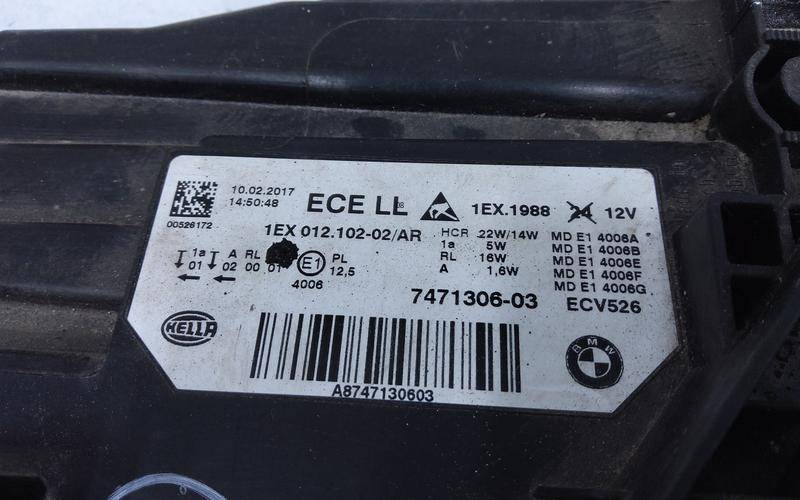 10.02.2017
14:50:48
00526172
ECE LL 08
1EX.1988 24 12V
1EX 012.102-02/AR
HCR 22W/14W
1a 5W
RL 16W
A 1,6W
MD E1 4006A
MD E1 4006B
MD E1 4006E
MD E1 4006F
MD E1 4006G
1a A RL PL
01 02 00 01 E1 12,5
4006
7471306-03
ECV526
HELLA
BMW
A8747130603